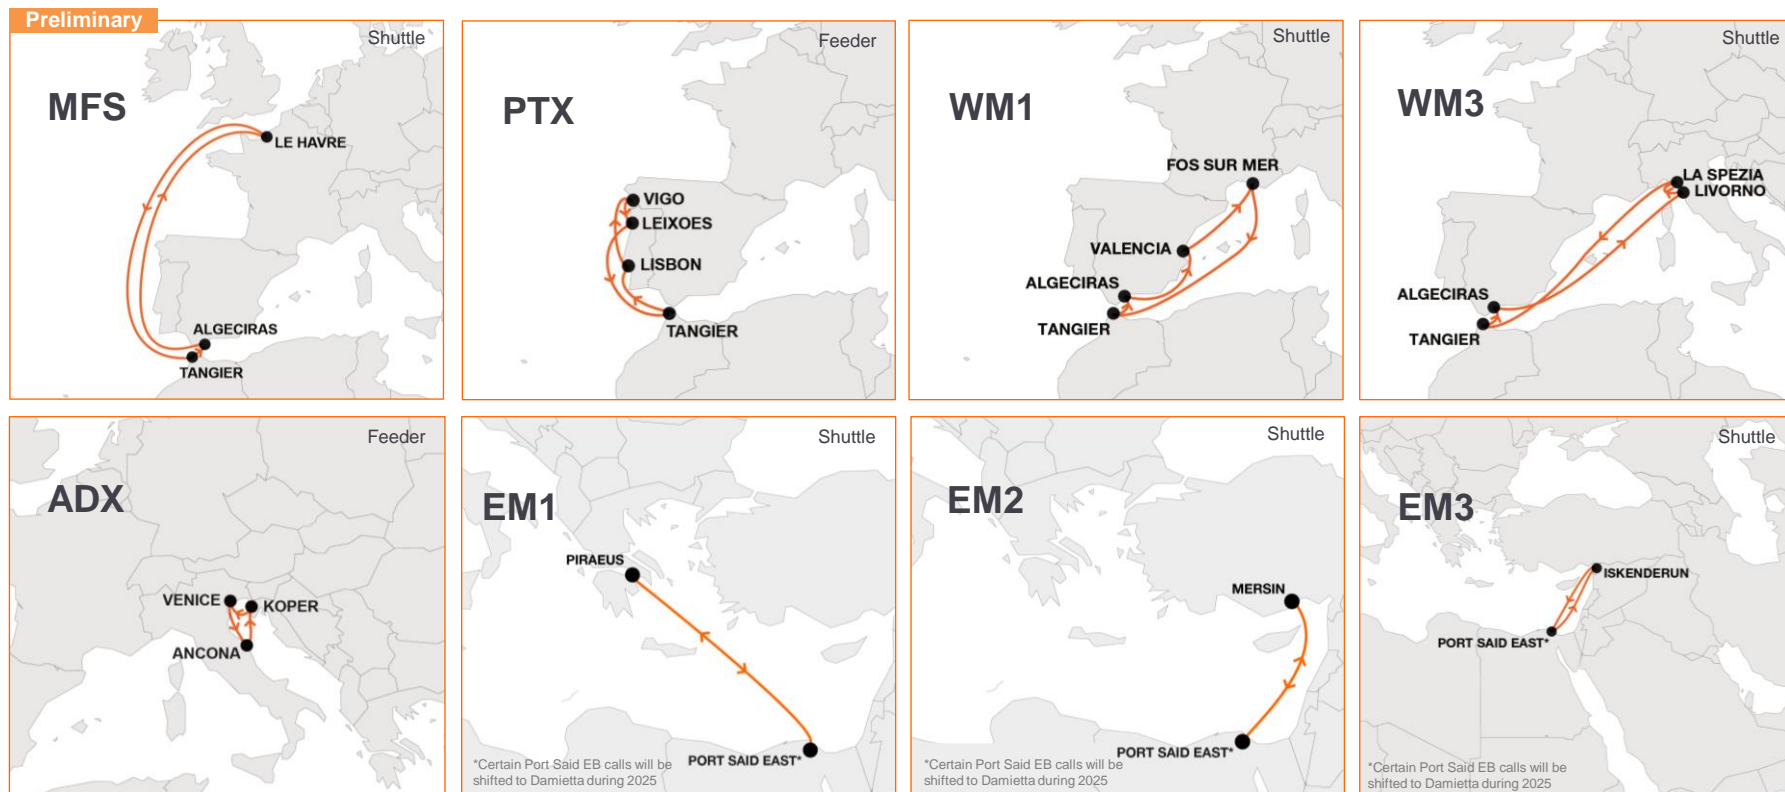 Preliminary
Shuttle
MFS
LE HAVRE
ALGECIRAS
TANGIER
Feeder
PTX
VIGO
LEIXOES
LISBON
TANGIER
Shuttle
WM1
FOS SUR MER
VALENCIA
ALGECIRAS
TANGIER
Shuttle
WM3
LA SPEZIA
LIVORNO
ALGECIRAS
TANGIER
Feeder
ADX
VENICE
KOPER
ANCONA
Shuttle
EM1
PIRAEUS
PORT SAID EAST*
*Certain Port Said EB calls will be
shifted to Damietta during 2025
Shuttle
EM2
MERSIN
PORT SAID EAST*
*Certain Port Said EB calls will be
shifted to Damietta during 2025
Shuttle
EM3
ISKENDERUN
PORT SAID EAST*
*Certain Port Said EB calls will be
shifted to Damietta during 2025